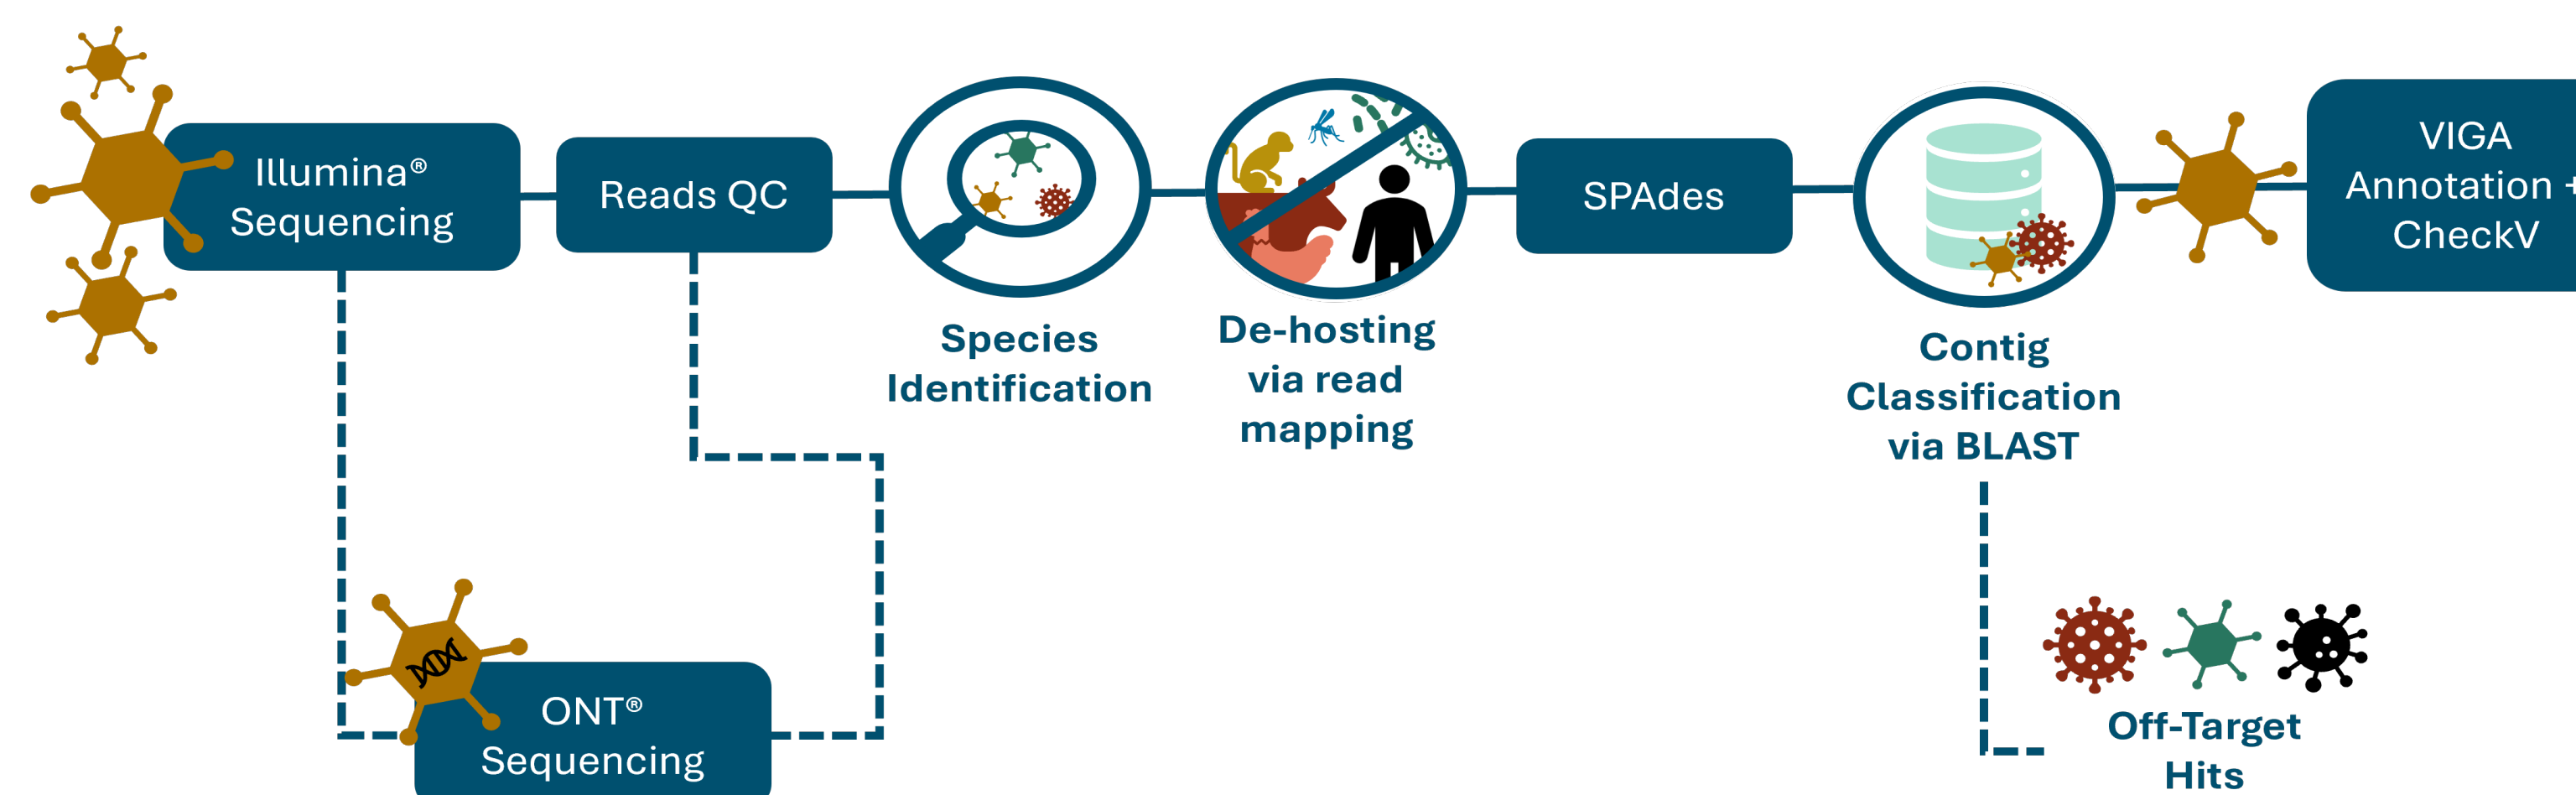 Illumina®
Sequencing
Reads QC
Species
Identification
De-hosting
via read
mapping
SPAdes
Contig
Classification
via BLAST
VIGA
Annotation +
CheckV
ONT®
Sequencing
Off-Target
Hits